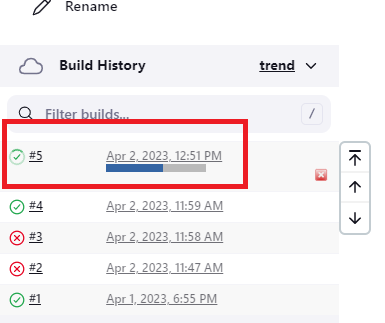 Rename
Build History trend
Filter builds... /
#5 Apr 2, 2023, 12:51 PM
#4 Apr 2, 2023, 11:59 AM
#3 Apr 2, 2023, 11:58 AM
#2 Apr 2, 2023, 11:47 AM
#1 Apr 1, 2023, 6:55 PM